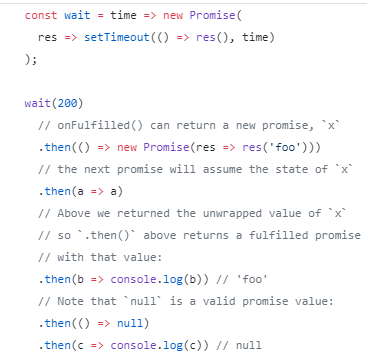 const wait = time => new Promise(
res => setTimeout(() => res(), time)
);
wait(200)
// onFulfilled() can return a new promise, `x`
.then(() => new Promise(res => res('foo')))
// the next promise will assume the state of `x`
.then(a => a)
// Above we returned the unwrapped value of `x`
// so `.then()` above returns a fulfilled promise
// with that value:
.then(b => console.log(b)) // 'foo'
// Note that `null` is a valid promise value:
.then(() => null)
.then(c => console.log(c)) // null